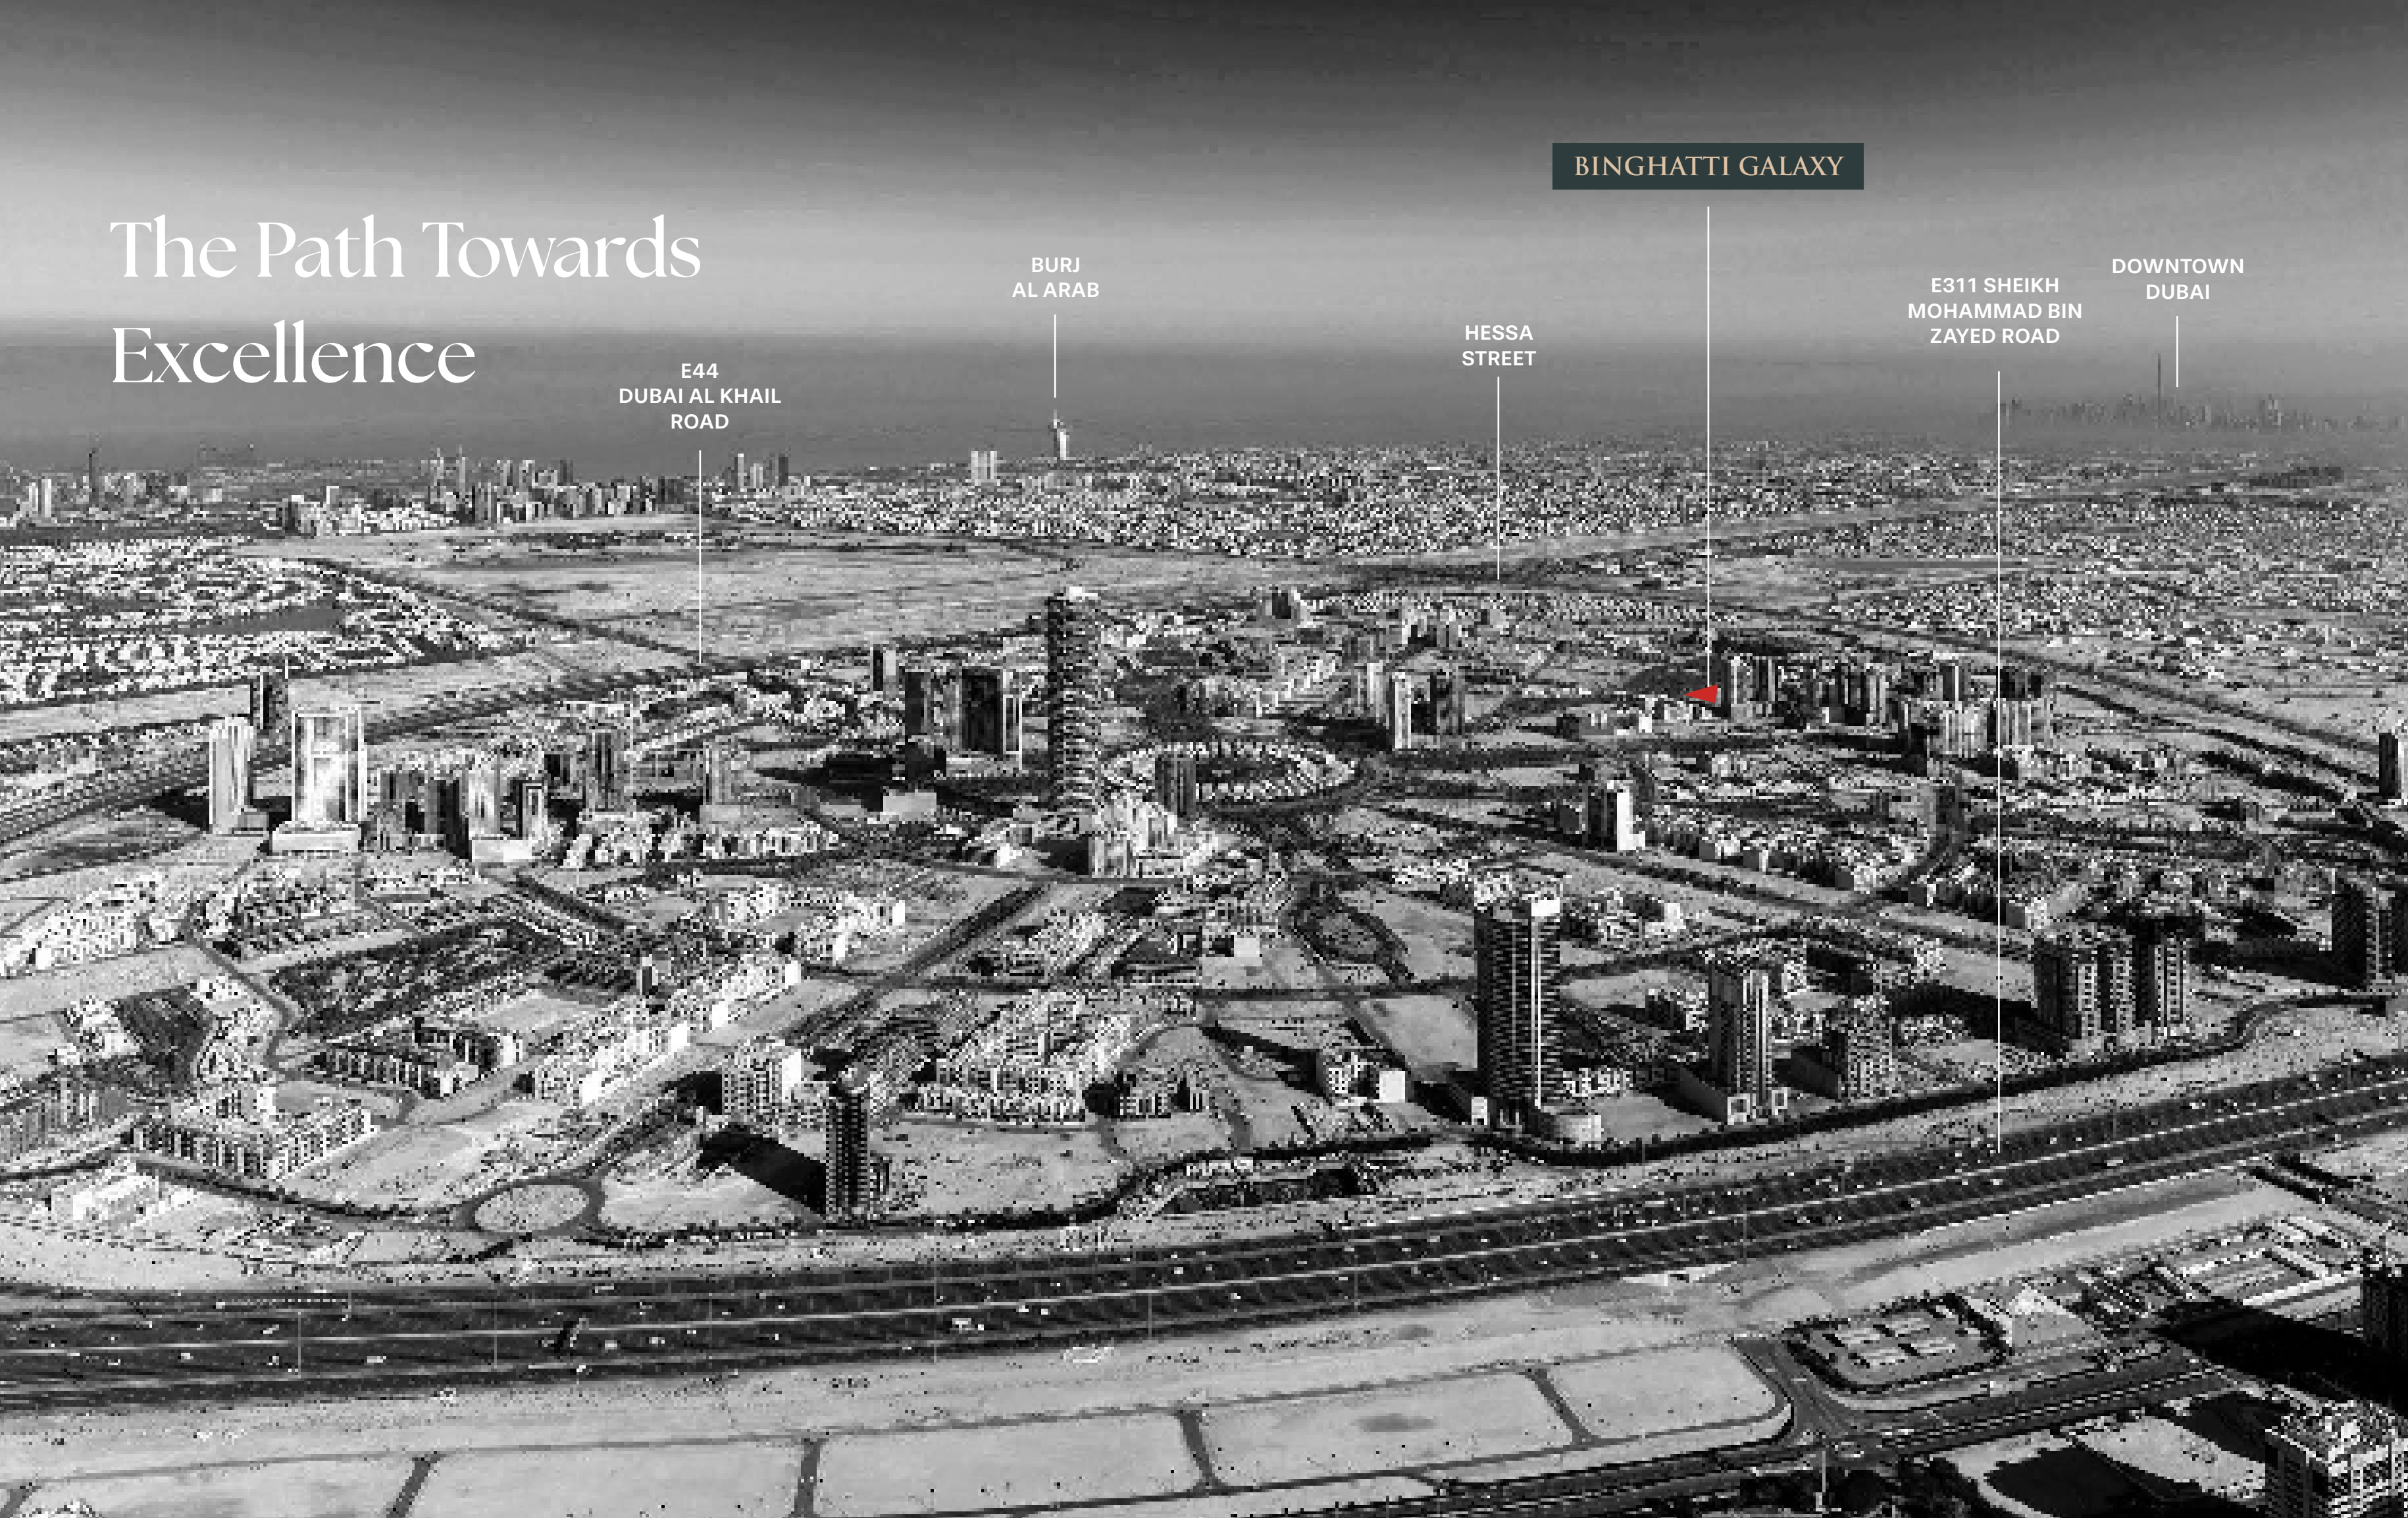 The Path Towards
Excellence
E44
DUBAI AL KHAIL
ROAD
BURJ
AL ARAB
HESSA
STREET
BINGHATTI GALAXY
E311 SHEIKH
MOHAMMAD BIN
ZAYED ROAD
DOWNTOWN
DUBAI